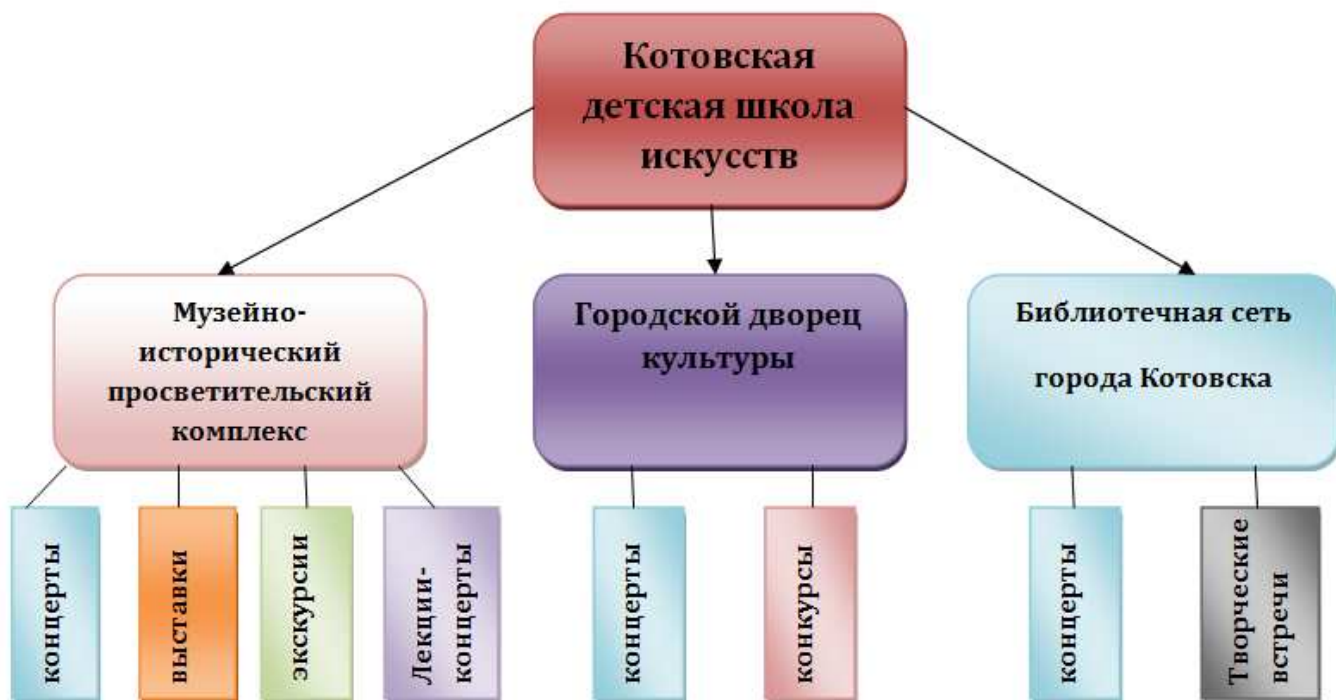 Котовская
детская школа
искусств
Музейно-
исторический
просветительский
комплекс
Городской дворец
культуры
Библиотечная сеть
города Котовска
концерты
выставки
экскурсии
Лекции-
концерты
концерты
конкурсы
концерты
Творческие
встречи